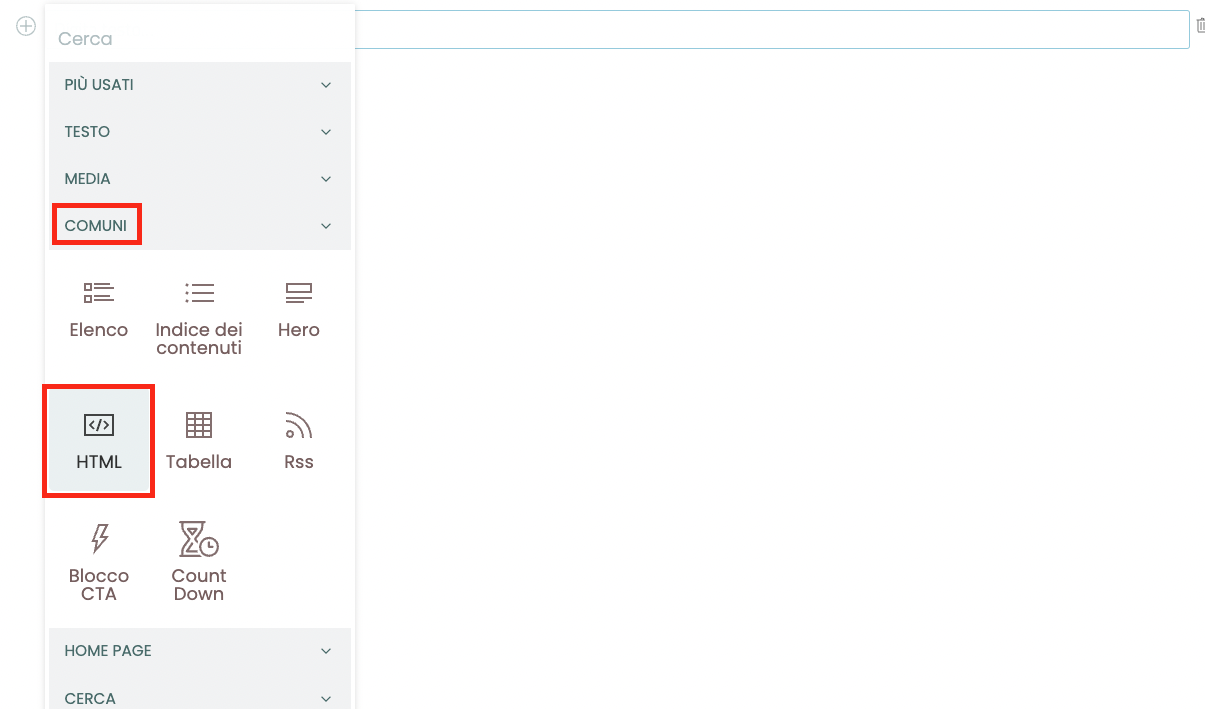 Cerca
PIÙ USATI
TESTO
MEDIA
COMUNI
Elenco
Indice dei
contenuti
Hero
HTML
Tabella
Rss
Blocco
CTA
Count
Down
HOME PAGE
CERCA